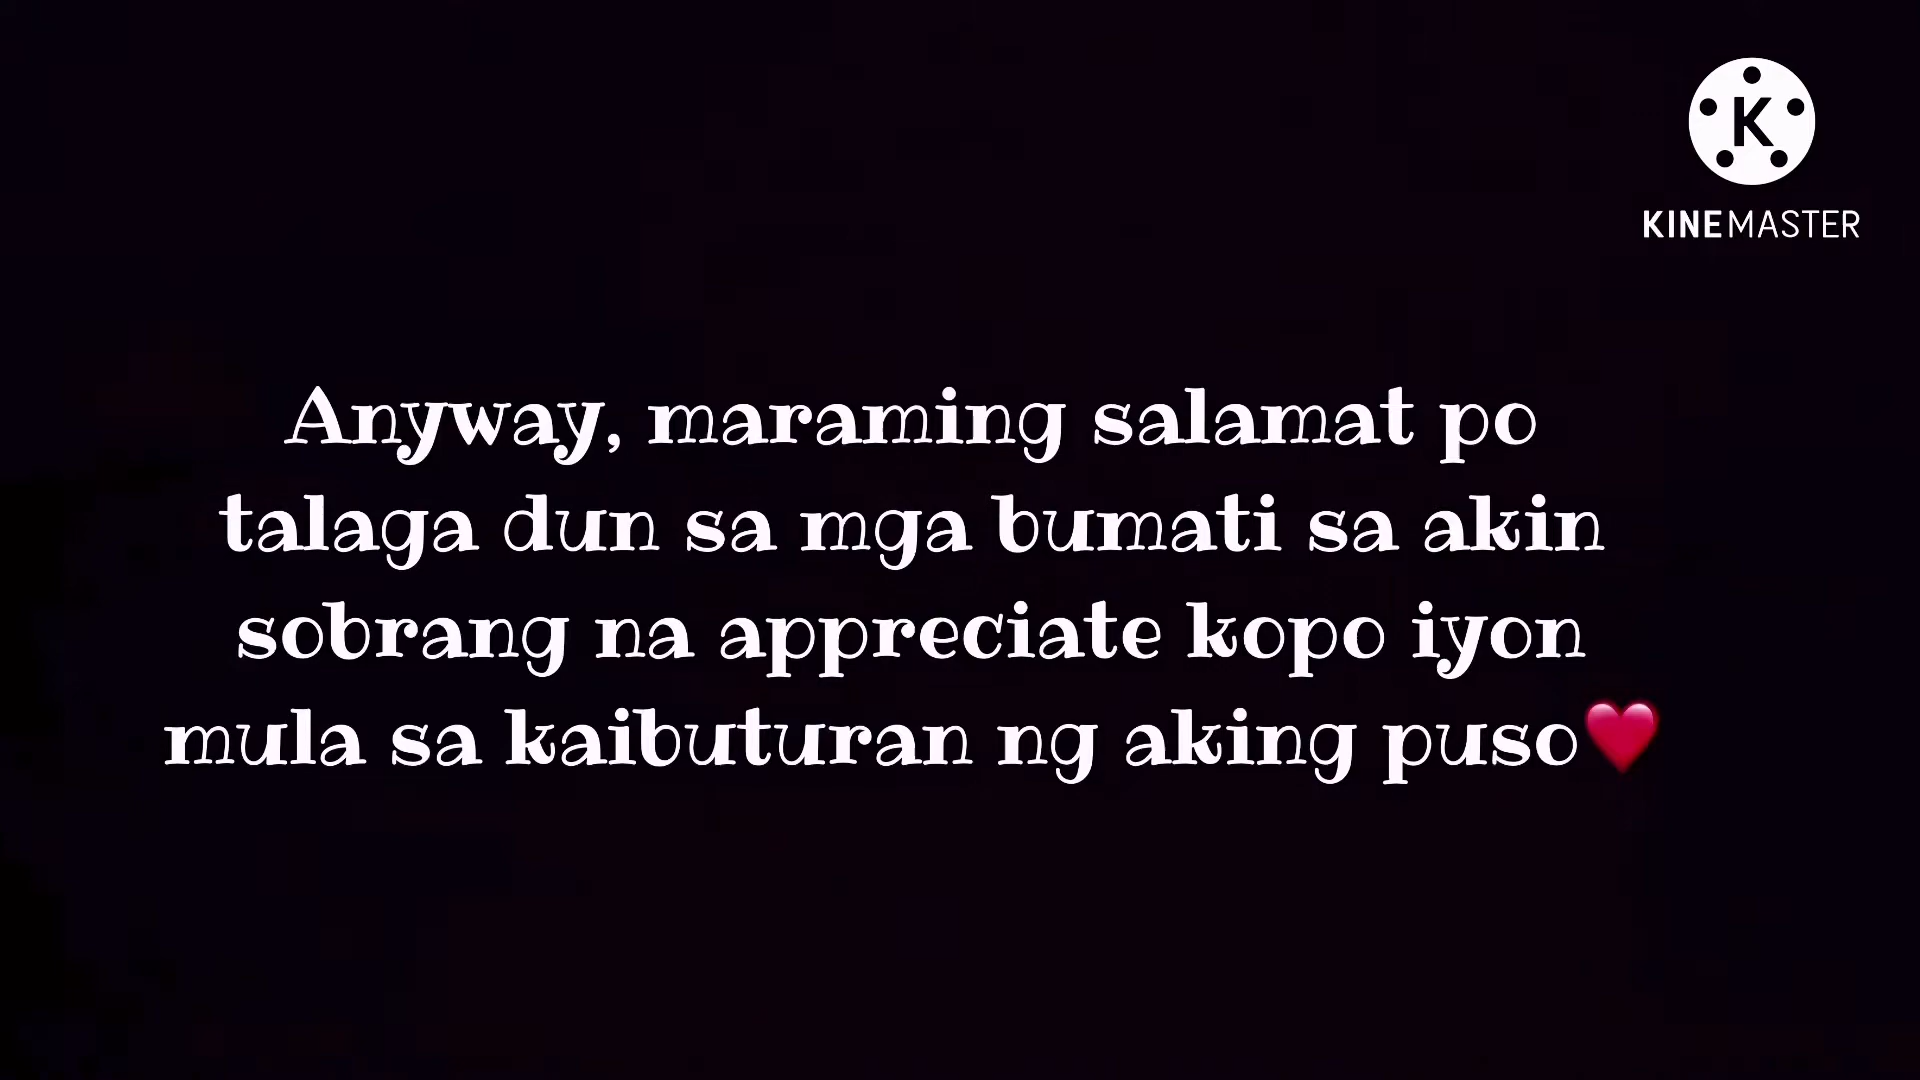 K
KINEMASTER
Anyway, maraming salamat po
talaga dun sa mga bumati sa akin
sobrang na appreciate kopo iyon
mula sa kaibuturan ng aking puso❤️